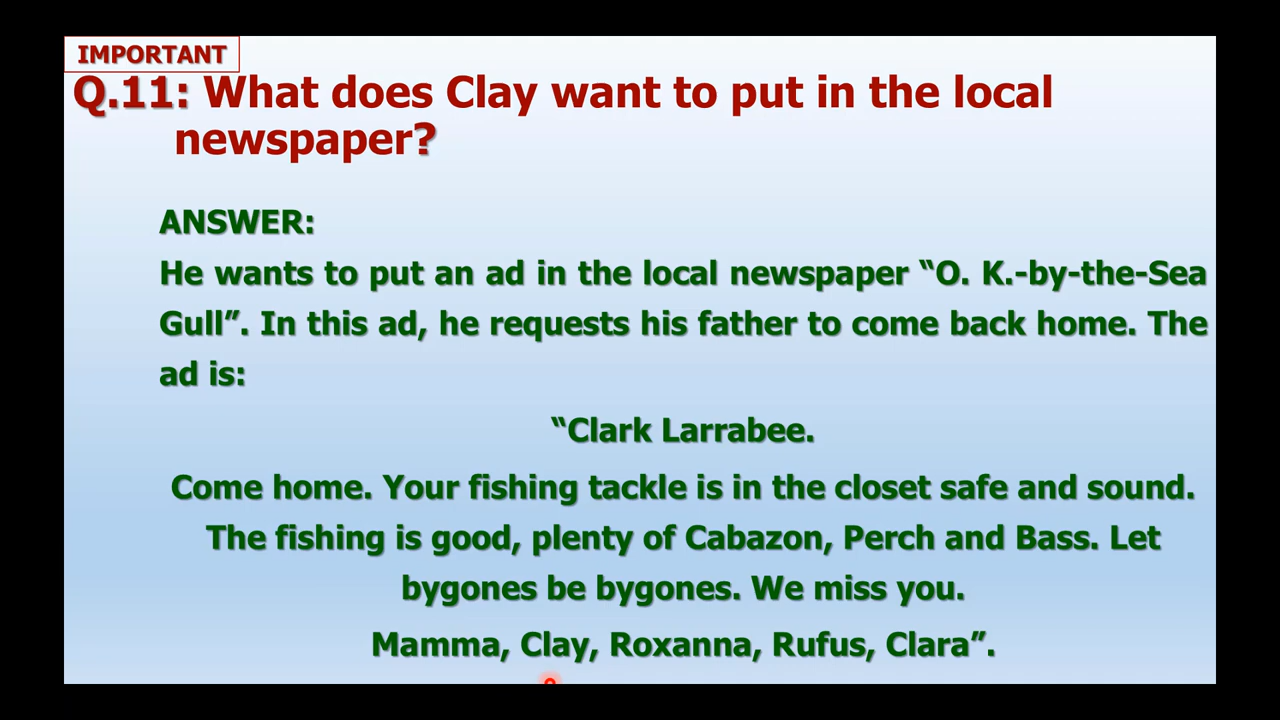 IMPORTANT
Q.11: What does Clay want to put in the local
newspaper?
ANSWER:
He wants to put an ad in the local newspaper “O. K.-by-the-Sea
Gull”. In this ad, he requests his father to come back home. The
ad is:
“Clark Larrabee.
Come home. Your fishing tackle is in the closet safe and sound.
The fishing is good, plenty of Cabazon, Perch and Bass. Let
bygones be bygones. We miss you.
Mamma, Clay, Roxanna, Rufus, Clara”.